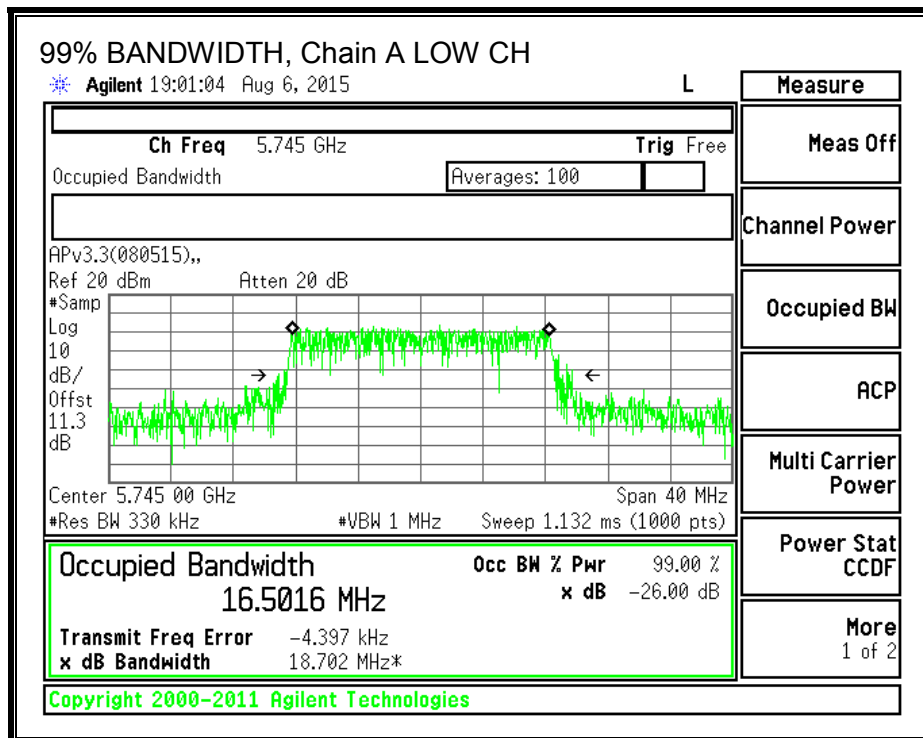 99% BANDWIDTH, Chain A LOW CH
Agilent 19:01:04 Aug 6, 2015 L
Measure
Ch Freq 5.745 GHz Trig Free
Meas Off
Occupied Bandwidth Averages: 100
Channel Power
APv3.3(080515),,
Ref 20 dBm Atten 20 dB
#Samp
Log
10
dB/
Offst
11.3
dB
Occupied BW
ACP
Multi Carrier
Power
Center 5.745 00 GHz Span 40 MHz
#Res BW 330 kHz #VBW 1 MHz Sweep 1.132 ms (1000 pts)
Power Stat
CCDF
Occupied Bandwidth Occ BW % Pwr 99.00 %
16.5016 MHz x dB -26.00 dB
Transmit Freq Error -4.397 kHz
x dB Bandwidth 18.702 MHz*
More
1 of 2
Copyright 2000-2011 Agilent Technologies